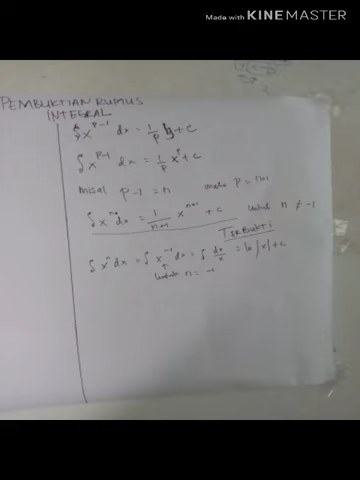 Made with KINEMASTER
PEMBUKTIAN RUMUS
INTEGRAL
x^{p-1} dx = 1/p + c
∫ x^{p-1} dx = 1/p x^p + c
misal p-1 = n maka p = n+1
∫ x^n dx = 1/(n+1) x^{n+1} + c untuk n ≠ -1
TERBUKTI
∫ x^n dx = ∫ x^{-1} dx = ∫ dx/x = ln |x| + c
untuk n = -1